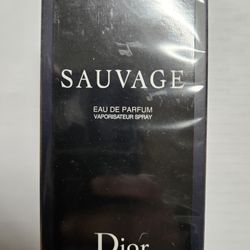 SAUVAGE
EAU DE PARFUM
VAPORISATEUR SPRAY
Dior